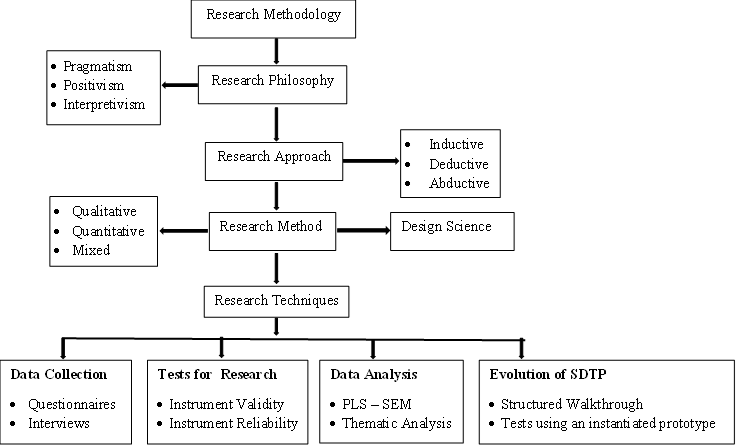 Research Methodology
• Pragmatism
• Positivism
• Interpretivism
Research Philosophy
Research Approach
• Inductive
• Deductive
• Abductive
• Qualitative
• Quantitative
• Mixed
Research Method
Design Science
Research Techniques
Data Collection
• Questionnaires
• Interviews
Tests for Research
• Instrument Validity
• Instrument Reliability
Data Analysis
• PLS – SEM
• Thematic Analysis
Evolution of SDTP
• Structured Walkthrough
• Tests using an instantiated prototype